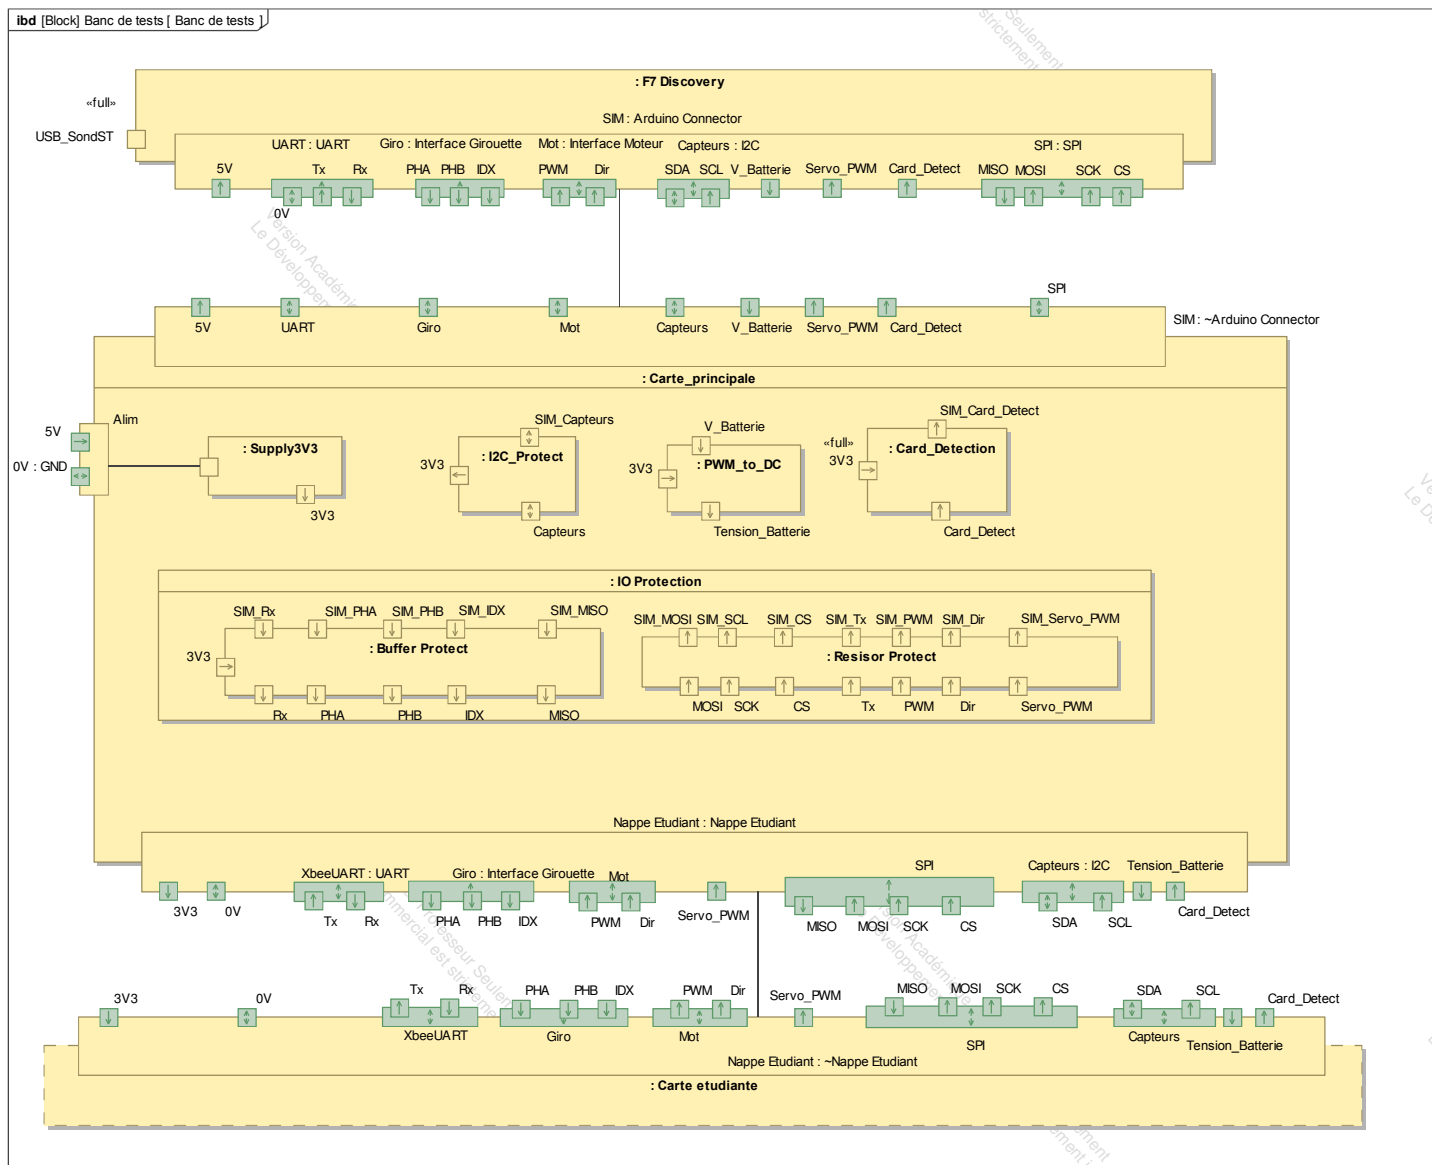 ibd [Block] Banc de tests [ Banc de tests ]
: F7 Discovery
«full»
USB_SondST
SIM : Arduino Connector
UART : UART
Giro : Interface Girouette
Mot : Interface Moteur
Capteurs : I2C
SPI : SPI
5V
Tx
Rx
PHA
PHB
IDX
PWM
Dir
SDA
SCL
V_Batterie
Servo_PWM
Card_Detect
MISO
MOSI
SCK
CS
0V
SPI
5V
UART
Giro
Mot
Capteurs
V_Batterie
Servo_PWM
Card_Detect
SIM : ~Arduino Connector
: Carte_principale
Alim
5V
0V : GND
: Supply3V3
3V3
SIM_Capteurs
3V3
: I2C_Protect
Capteurs
V_Batterie
3V3
: PWM_to_DC
Tension_Batterie
SIM_Card_Detect
«full»
3V3
: Card_Detection
Card_Detect
: IO Protection
SIM_Rx
SIM_PHA
SIM_PHB
SIM_IDX
SIM_MISO
3V3
: Buffer Protect
Rx
PHA
PHB
IDX
MISO
SIM_MOSI
SIM_SCL
SIM_CS
SIM_Tx
SIM_PWM
SIM_Dir
SIM_Servo_PWM
: Resisor Protect
MOSI
SCK
CS
Tx
PWM
Dir
Servo_PWM
Nappe Etudiant : Nappe Etudiant
XbeeUART : UART
Giro : Interface Girouette
Mot
SPI
Capteurs : I2C
Tension_Batterie
3V3
0V
Tx
Rx
PHA
PHB
IDX
PWM
Dir
Servo_PWM
MISO
MOSI
SCK
CS
SDA
SCL
Card_Detect
3V3
0V
Tx
Rx
PHA
PHB
IDX
PWM
Dir
Servo_PWM
MISO
MOSI
SCK
CS
SDA
SCL
Card_Detect
XbeeUART
Giro
Mot
SPI
Capteurs
Tension_Batterie
Nappe Etudiant : ~Nappe Etudiant
: Carte etudiante